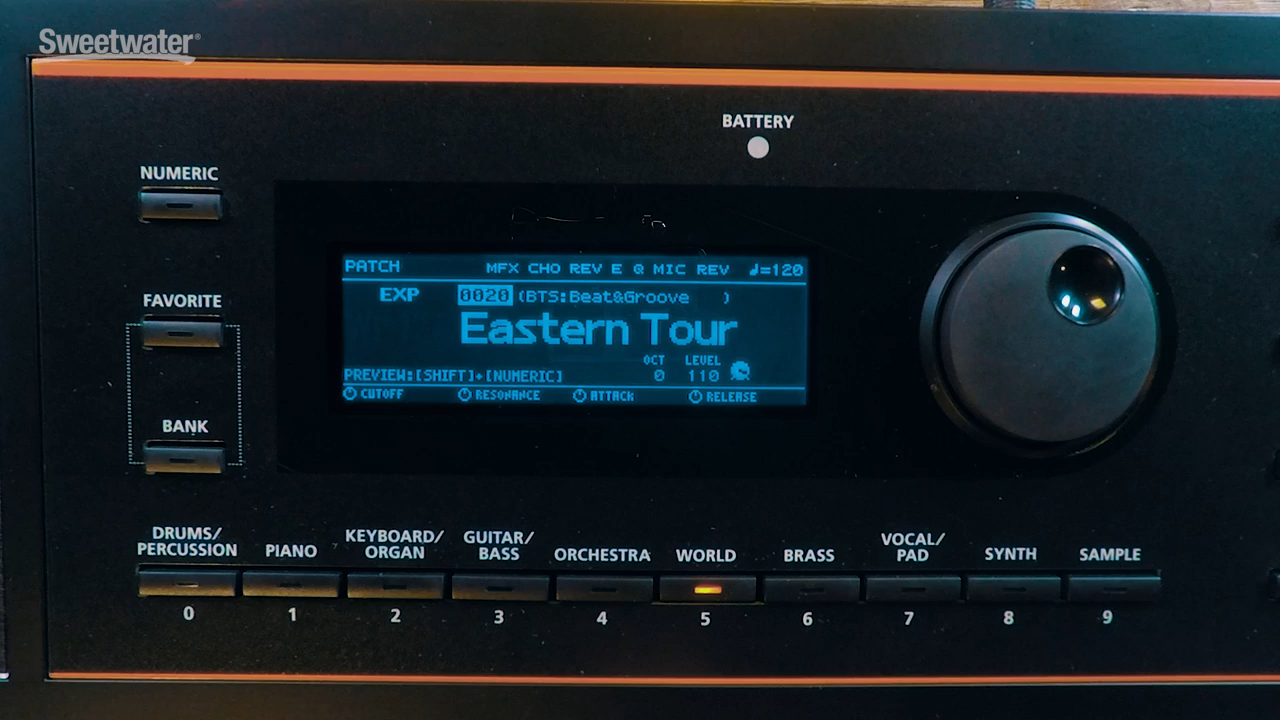 Sweetwater®
BATTERY
NUMERIC
PATCH MFX CHO REV E Q MIC REV ♩=120
EXP 0020 (BTS:Beat&Groove )
Eastern Tour
OCT LEVEL
PREVIEW:[SHIFT]+[NUMERIC] 0 110
CUTOFF RESONANCE ATTACK RELEASE
FAVORITE
BANK
DRUMS/
PERCUSSION
PIANO
KEYBOARD/
ORGAN
GUITAR/
BASS
ORCHESTRA
WORLD
BRASS
VOCAL/
PAD
SYNTH
SAMPLE
0 1 2 3 4 5 6 7 8 9